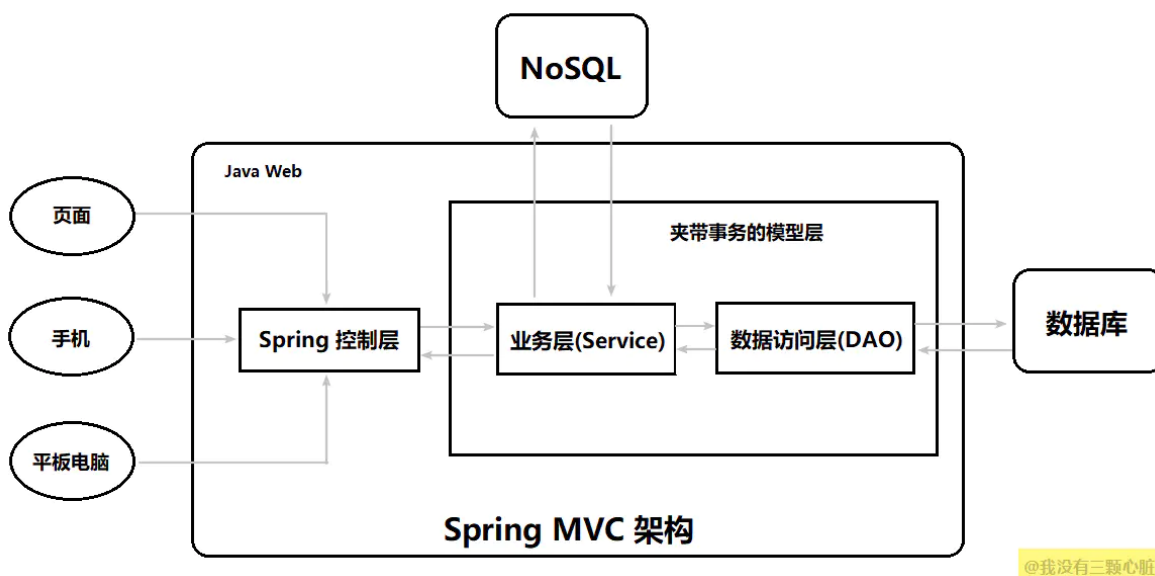 NoSQL
Java Web
页面
夹带事务的模型层
手机
Spring 控制层
业务层(Service)
数据访问层(DAO)
数据库
平板电脑
Spring MVC 架构
@我没有三颗心脏